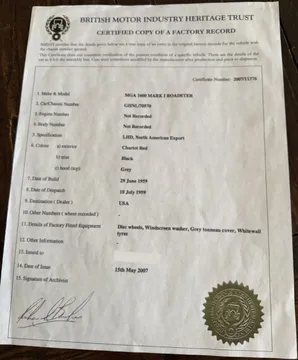 BRITISH MOTOR INDUSTRY HERITAGE TRUST
CERTIFIED COPY OF A FACTORY RECORD
Certificate Number: 2007/
1. Make & Model MGA 1600 MARK I ROADSTER
2. Car/Chassis Number GHNL/70570
3. Engine Number Not Recorded
4. Body Number Not Recorded
5. Specification LHD, North American Export
6. Colour a) exterior Chariot Red
b) trim Black
c) hood (top) Grey
7. Date of Build 29 June 1959
8. Date of Dispatch 10 July 1959
9. Destination (Dealer) USA
10. Other Numbers (where recorded) -
11. Details of Factory Fitted Equipment Disc wheels, Windscreen washer, Grey tonneau cover, Whitewall
tyres
12. Other Information -
13. Issued to
14. Date of Issue 15th May 2007
15. Signature of Archivist